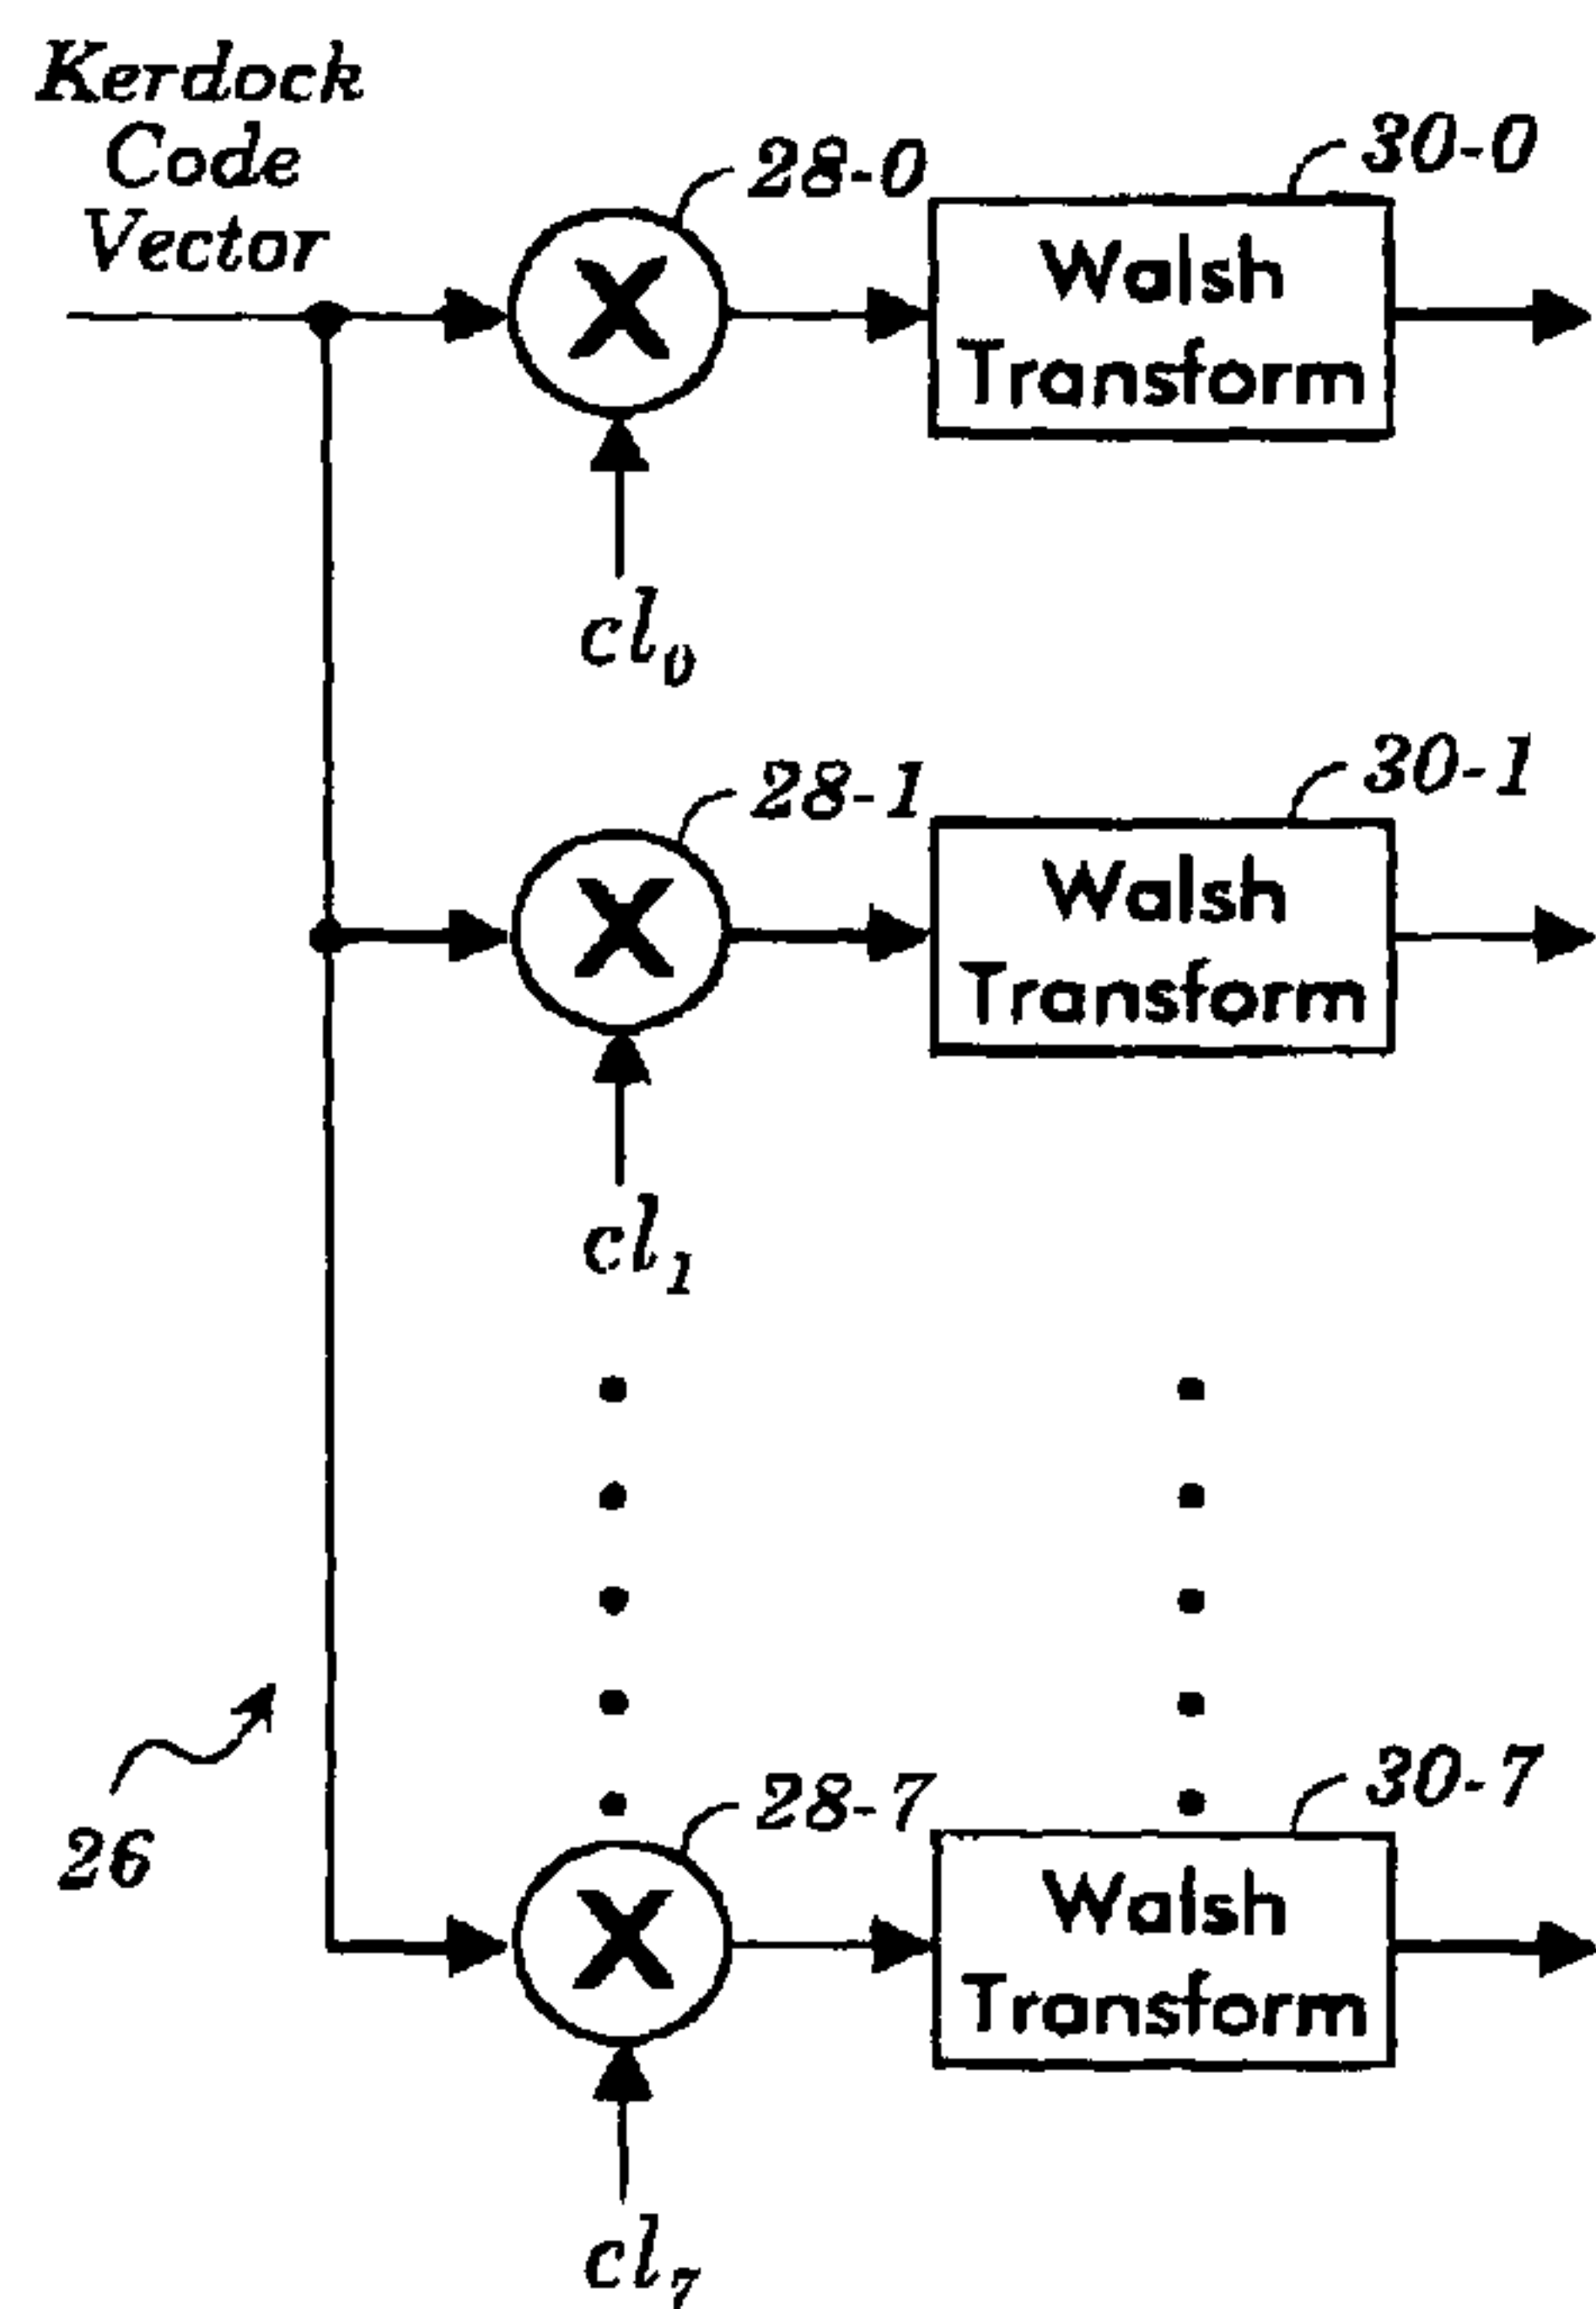 Kerdock
Code
Vector
28-0
30-0
X
Walsh
Transform
cl0
28-1
30-1
X
Walsh
Transform
cl1
26
28-7
30-7
X
Walsh
Transform
cl7